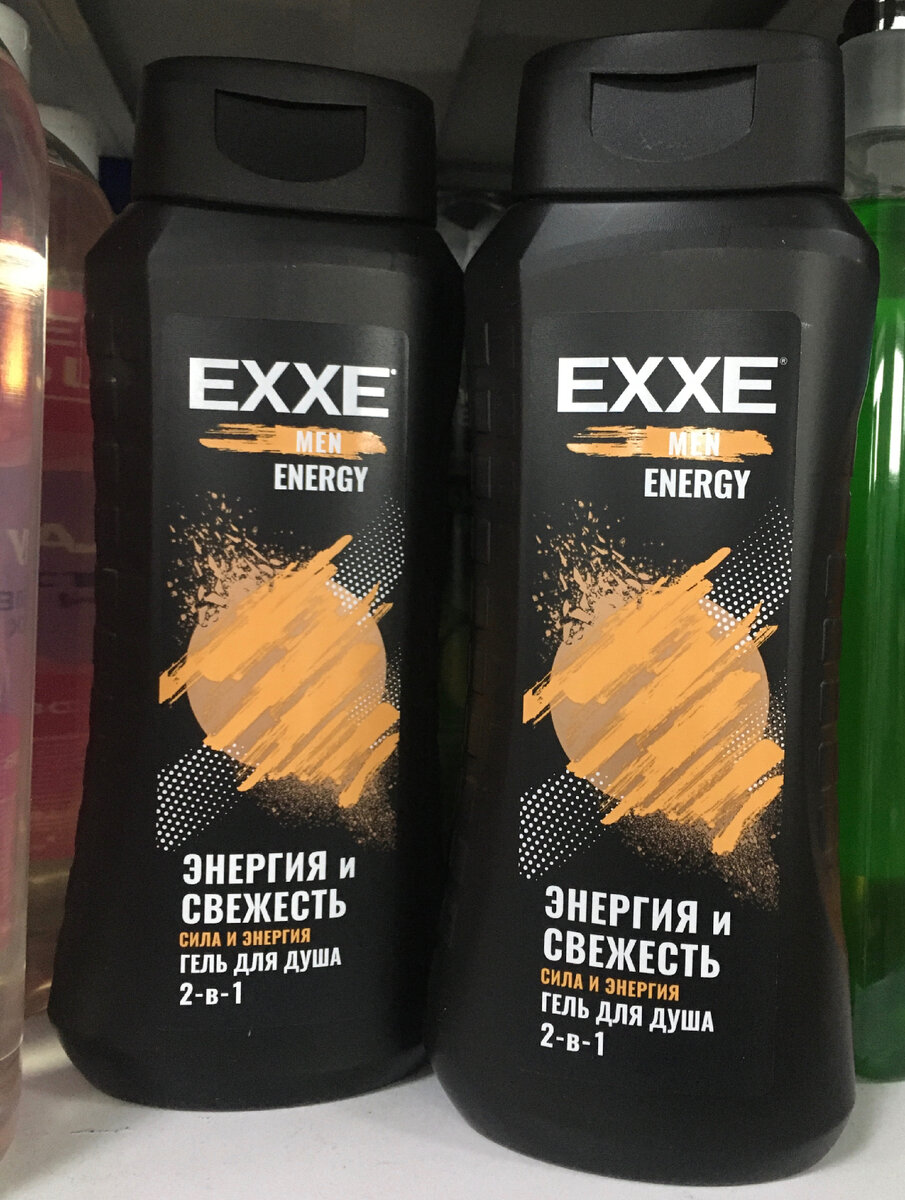 EXXE
MEN
ENERGY
ЭНЕРГИЯ и
СВЕЖЕСТЬ
СИЛА И ЭНЕРГИЯ
ГЕЛЬ ДЛЯ ДУША
2-в-1
EXXE®
MEN
ENERGY
ЭНЕРГИЯ и
СВЕЖЕСТЬ
СИЛА И ЭНЕРГИЯ
ГЕЛЬ ДЛЯ ДУША
2-в-1